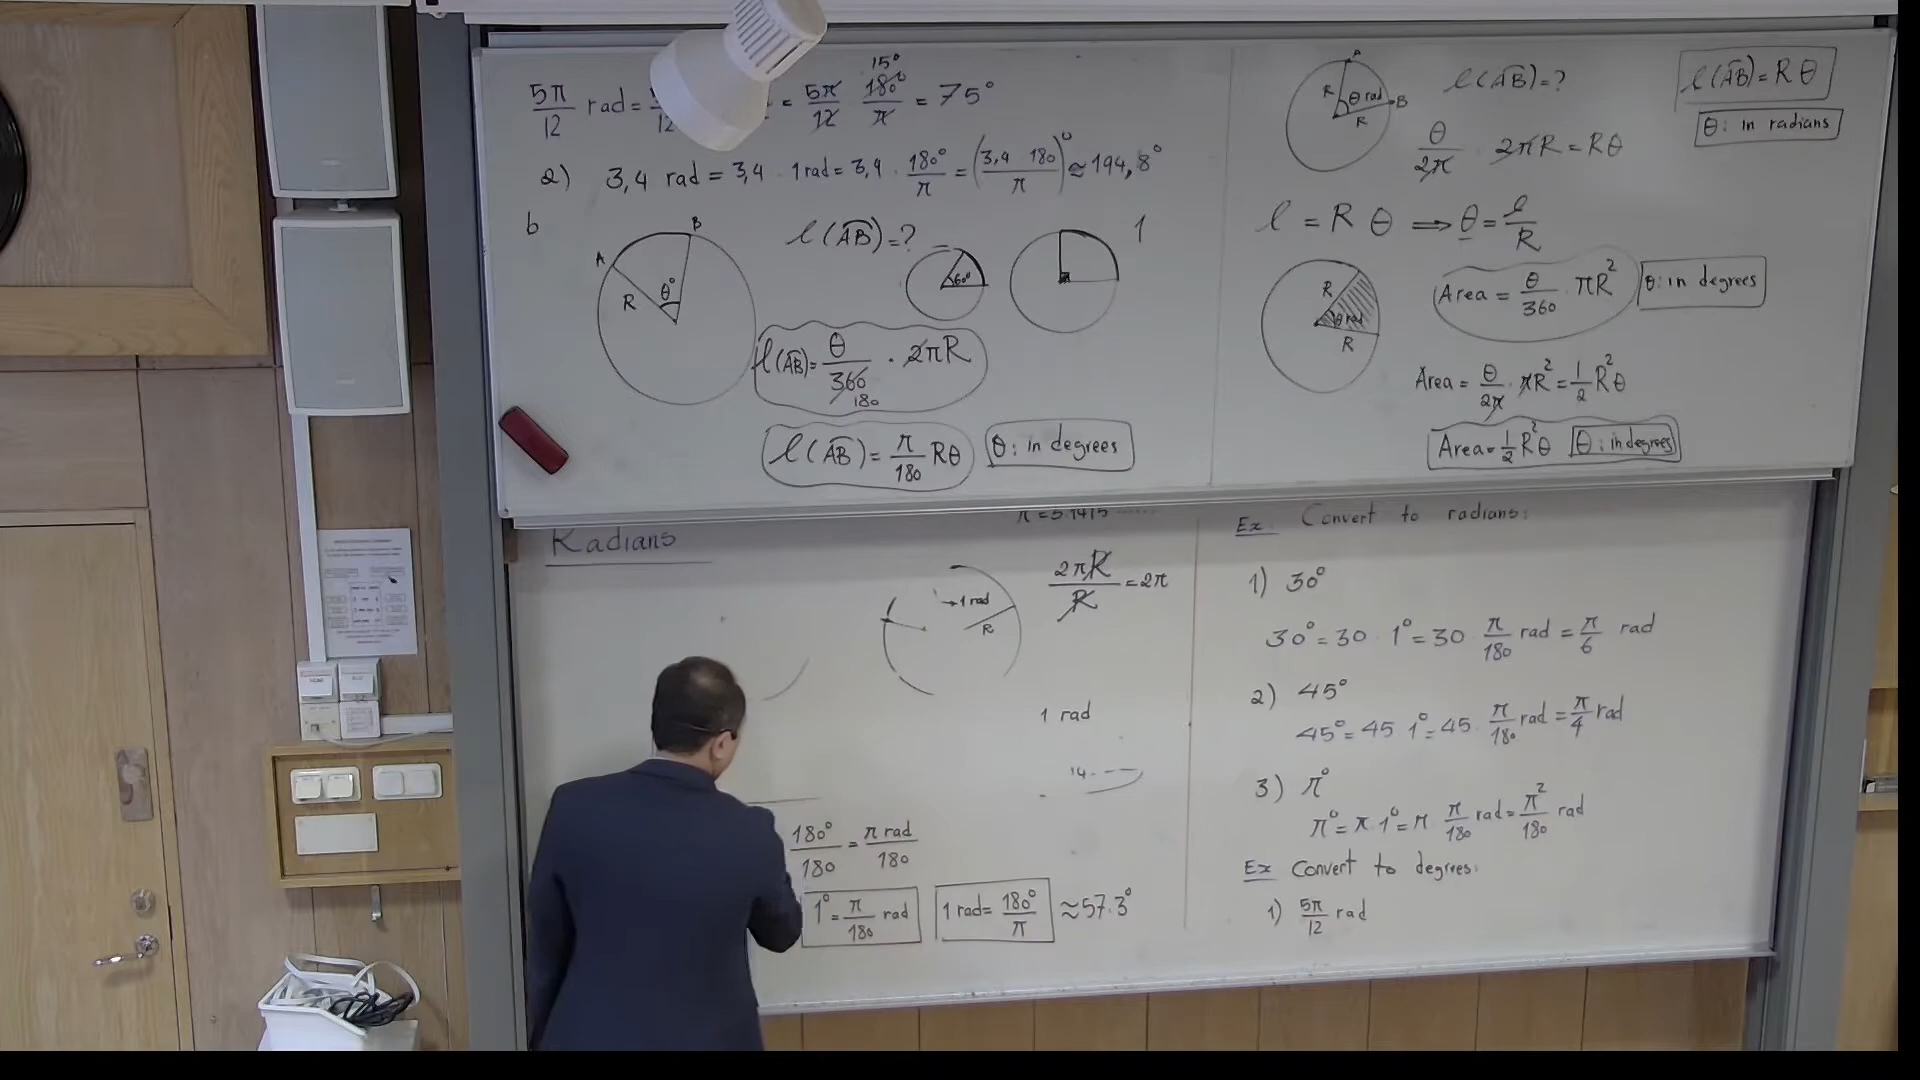 5π/12 rad = = 5π/12 180°/π = 75°
15°
2) 3,4 rad = 3,4 · 1 rad = 3,4 · 180°/π = (3,4 180/π)° ≈ 194,8°
b
A B R θ°
l(AB) = ?
60°
1
l(AB) = θ/360 · 2πR
180
l(AB) = π/180 Rθ
θ: in degrees
R θ rad B R
l(AB) = ?
l(AB) = Rθ
θ: in radians
θ/2π · 2πR = Rθ
l = R θ ⟹ θ = l/R
R θ rad R
Area = θ/360 · πR²
θ: in degrees
Area = θ/2π · πR² = 1/2 R²θ
Area = 1/2 R²θ
θ: in degrees
Radians
π = 3.1415
→ 1 rad
R
2πR/R = 2π
1 rad
180°/180 = π rad/180
1° = π/180 rad
1 rad = 180°/π ≈ 57.3°
Ex Convert to radians:
1) 30°
30° = 30 · 1° = 30 · π/180 rad = π/6 rad
2) 45°
45° = 45 1° = 45 · π/180 rad = π/4 rad
3) π°
π° = π · 1° = π π/180 rad = π²/180 rad
Ex Convert to degrees:
1) 5π/12 rad